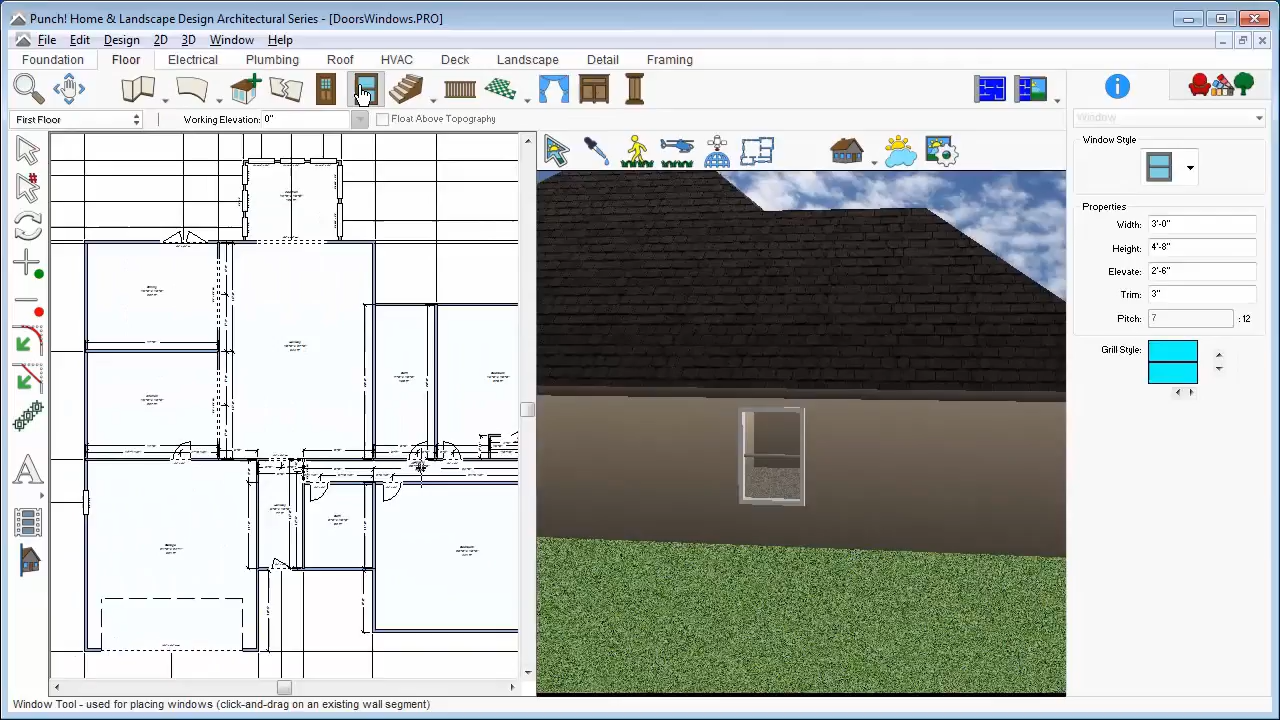 Punch! Home & Landscape Design Architectural Series - [DoorsWindows.PRO]
File Edit Design 2D 3D Window Help
Foundation Floor Electrical Plumbing Roof HVAC Deck Landscape Detail Framing
First Floor Working Elevation: 0" Float Above Topography
Window
Window Style
Properties
Width: 3'-0"
Height: 4'-8"
Elevate: 2'-6"
Trim: 3"
Pitch: 7 :12
Grill Style:
Window Tool - used for placing windows (click-and-drag on an existing wall segment)